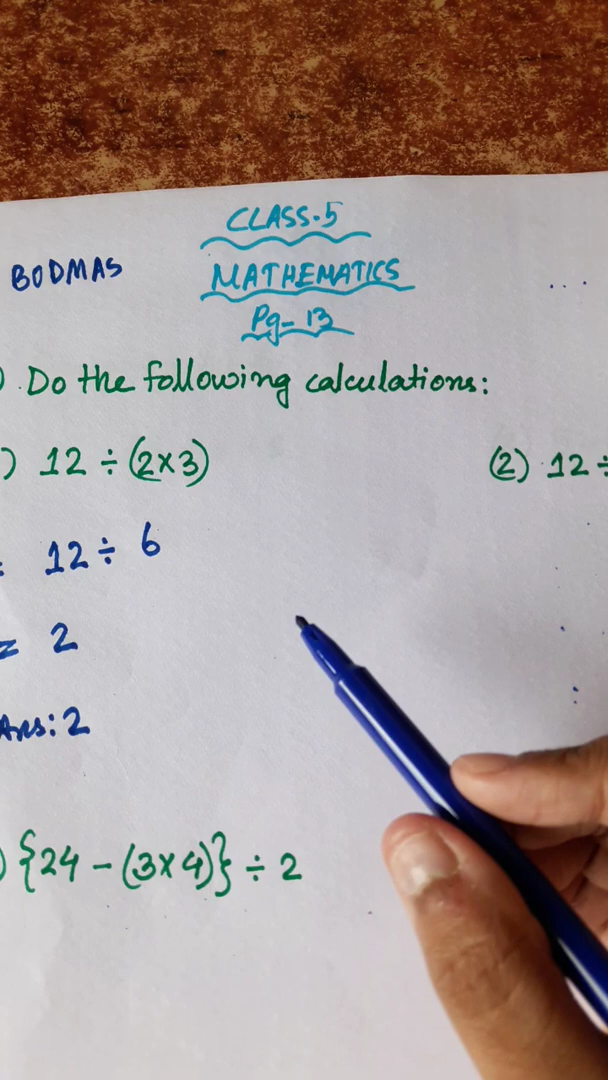 CLASS-5
BODMAS
MATHEMATICS
Pg- 13
) Do the following calculations:
) 12 ÷ (2×3)
(2) 12 ÷
= 12 ÷ 6
= 2
Ans: 2
) {24 - (3×4)} ÷ 2